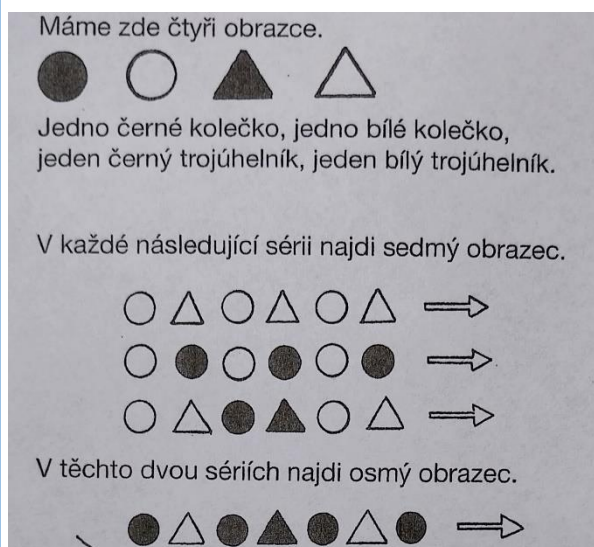 Máme zde čtyři obrazce.
Jedno černé kolečko, jedno bílé kolečko,
jeden černý trojúhelník, jeden bílý trojúhelník.
V každé následující sérii najdi sedmý obrazec.
V těchto dvou sériích najdi osmý obrazec.